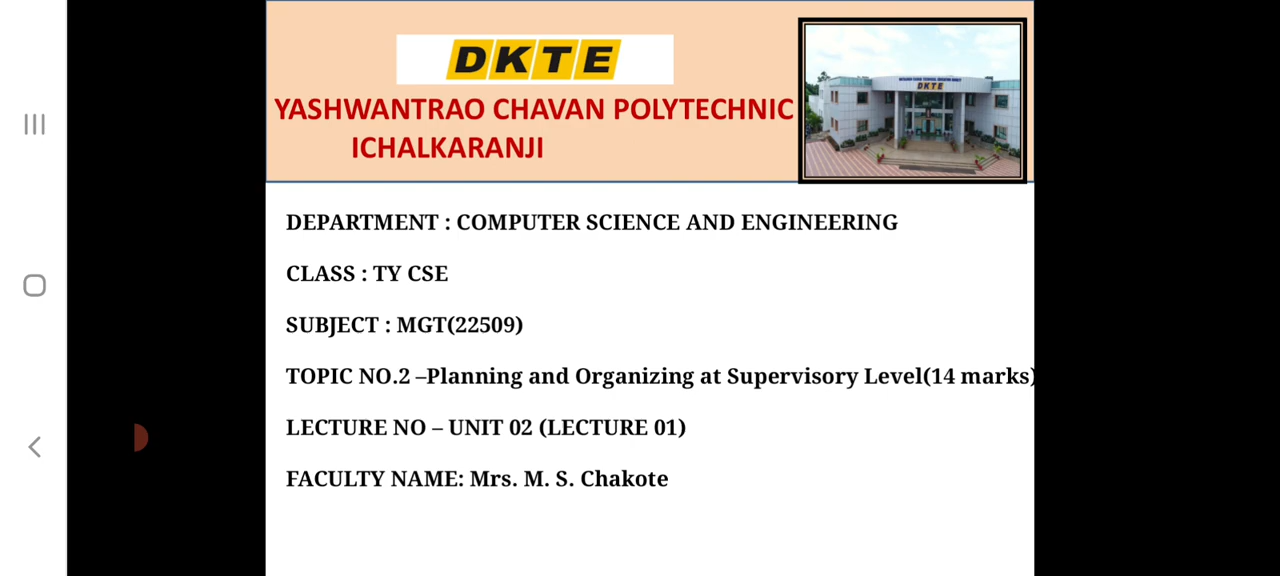 DKTE
YASHWANTRAO CHAVAN POLYTECHNIC
ICHALKARANJI
DKTE
DEPARTMENT : COMPUTER SCIENCE AND ENGINEERING
CLASS : TY CSE
SUBJECT : MGT(22509)
TOPIC NO.2 –Planning and Organizing at Supervisory Level(14 marks)
LECTURE NO – UNIT 02 (LECTURE 01)
FACULTY NAME: Mrs. M. S. Chakote